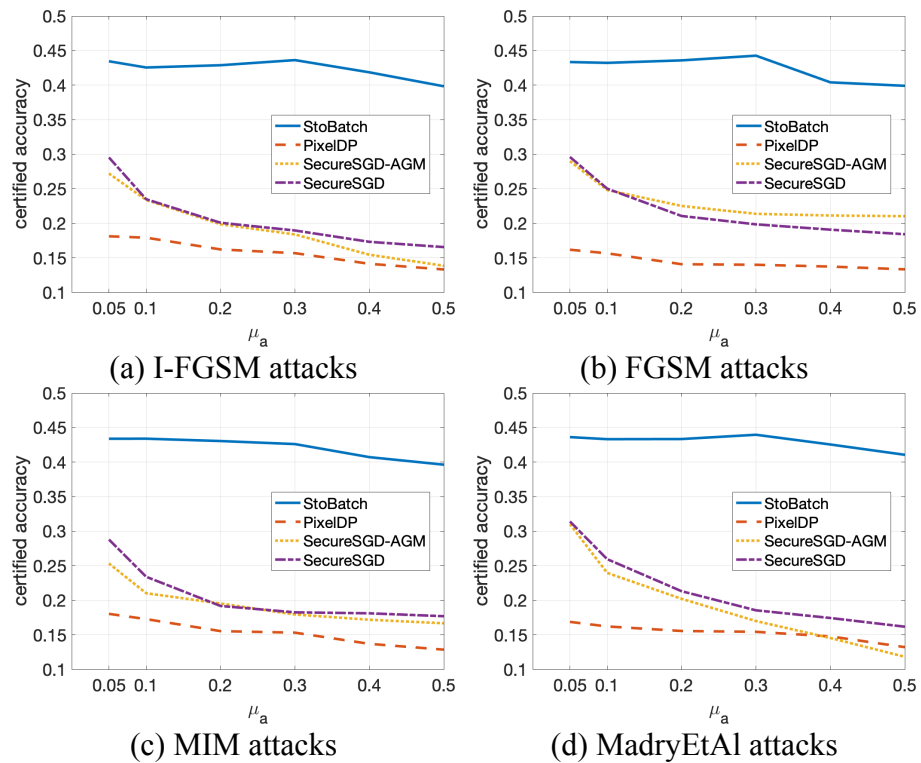 0.5
0.45
0.4
0.35
0.3
0.25
0.2
0.15
0.1
certified accuracy
StoBatch
PixelDP
SecureSGD-AGM
SecureSGD
0.05 0.1 0.2 0.3 0.4 0.5
μa
(a) I-FGSM attacks
0.5
0.45
0.4
0.35
0.3
0.25
0.2
0.15
0.1
certified accuracy
StoBatch
PixelDP
SecureSGD-AGM
SecureSGD
0.05 0.1 0.2 0.3 0.4 0.5
μa
(b) FGSM attacks
0.5
0.45
0.4
0.35
0.3
0.25
0.2
0.15
0.1
certified accuracy
StoBatch
PixelDP
SecureSGD-AGM
SecureSGD
0.05 0.1 0.2 0.3 0.4 0.5
μa
(c) MIM attacks
0.5
0.45
0.4
0.35
0.3
0.25
0.2
0.15
0.1
certified accuracy
StoBatch
PixelDP
SecureSGD-AGM
SecureSGD
0.05 0.1 0.2 0.3 0.4 0.5
μa
(d) MadryEtAl attacks